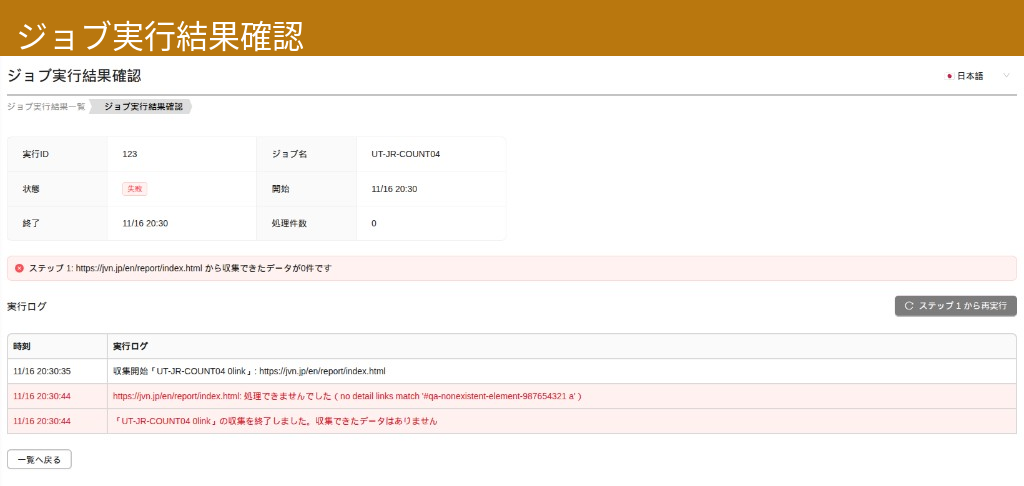 ジョブ実行結果確認
ジョブ実行結果確認
日本語
ジョブ実行結果一覧 ジョブ実行結果確認
実行ID 123 ジョブ名 UT-JR-COUNT04
状態 失敗 開始 11/16 20:30
終了 11/16 20:30 処理件数 0
ステップ 1: https://jvn.jp/en/report/index.html から収集できたデータが0件です
実行ログ
ステップ 1 から再実行
時刻 実行ログ
11/16 20:30:35 収集開始「UT-JR-COUNT04 0link」: https://jvn.jp/en/report/index.html
11/16 20:30:44 https://jvn.jp/en/report/index.html: 処理できませんでした（no detail links match '#qa-nonexistent-element-987654321 a'）
11/16 20:30:44 「UT-JR-COUNT04 0link」の収集を終了しました。収集できたデータはありません
一覧へ戻る